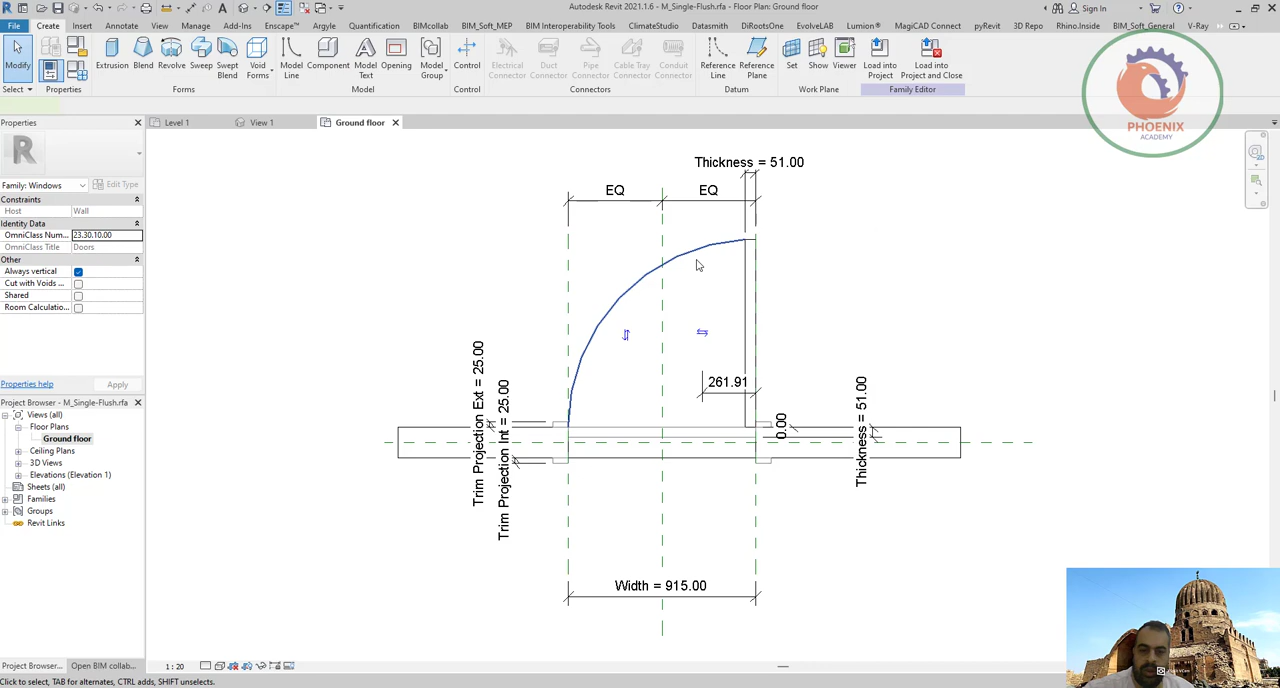 Autodesk Revit 2021.1.6 - M_Single-Flush.rfa - Floor Plan: Ground floor
Sign In
File Create Insert Annotate View Manage Add-Ins Enscape™ Argyle Quantification BIMcollab BIM_Soft_MEP BIM Interoperability Tools ClimateStudio Datasmith DiRootsOne EvolveLAB Lumion® MagiCAD Connect pyRevit 3D Repo Rhino.Inside BIM_Soft_General V-Ray
Modify
Extrusion Blend Revolve Sweep Swept Blend Void Forms
Model Line Component Model Text Opening Model Group
Control
Electrical Connector Duct Connector Pipe Connector Cable Tray Connector Conduit Connector
Reference Line Reference Plane
Set Show Viewer
Load into Project Load into Project and Close
Select Properties Forms Model Control Connectors Datum Work Plane Family Editor
PHOENIX
ACADEMY
Properties
Level 1
View 1
Ground floor
R
Family: Windows
Edit Type
Constraints
Host Wall
Identity Data
OmniClass Num... 23.30.10.00
OmniClass Title Doors
Other
Always vertical
Cut with Voids ...
Shared
Room Calculatio...
Properties help
Apply
Project Browser - M_Single-Flush.rfa
Views (all)
Floor Plans
Ground floor
Ceiling Plans
3D Views
Elevations (Elevation 1)
Sheets (all)
Families
Groups
Revit Links
Thickness = 51.00
EQ
EQ
261.91
0.00
Trim Projection Ext = 25.00
Trim Projection Int = 25.00
Thickness = 51.00
Width = 915.00
Project Browser...
Open BIM collab...
1 : 20
Click to select, TAB for alternates, CTRL adds, SHIFT unselects.